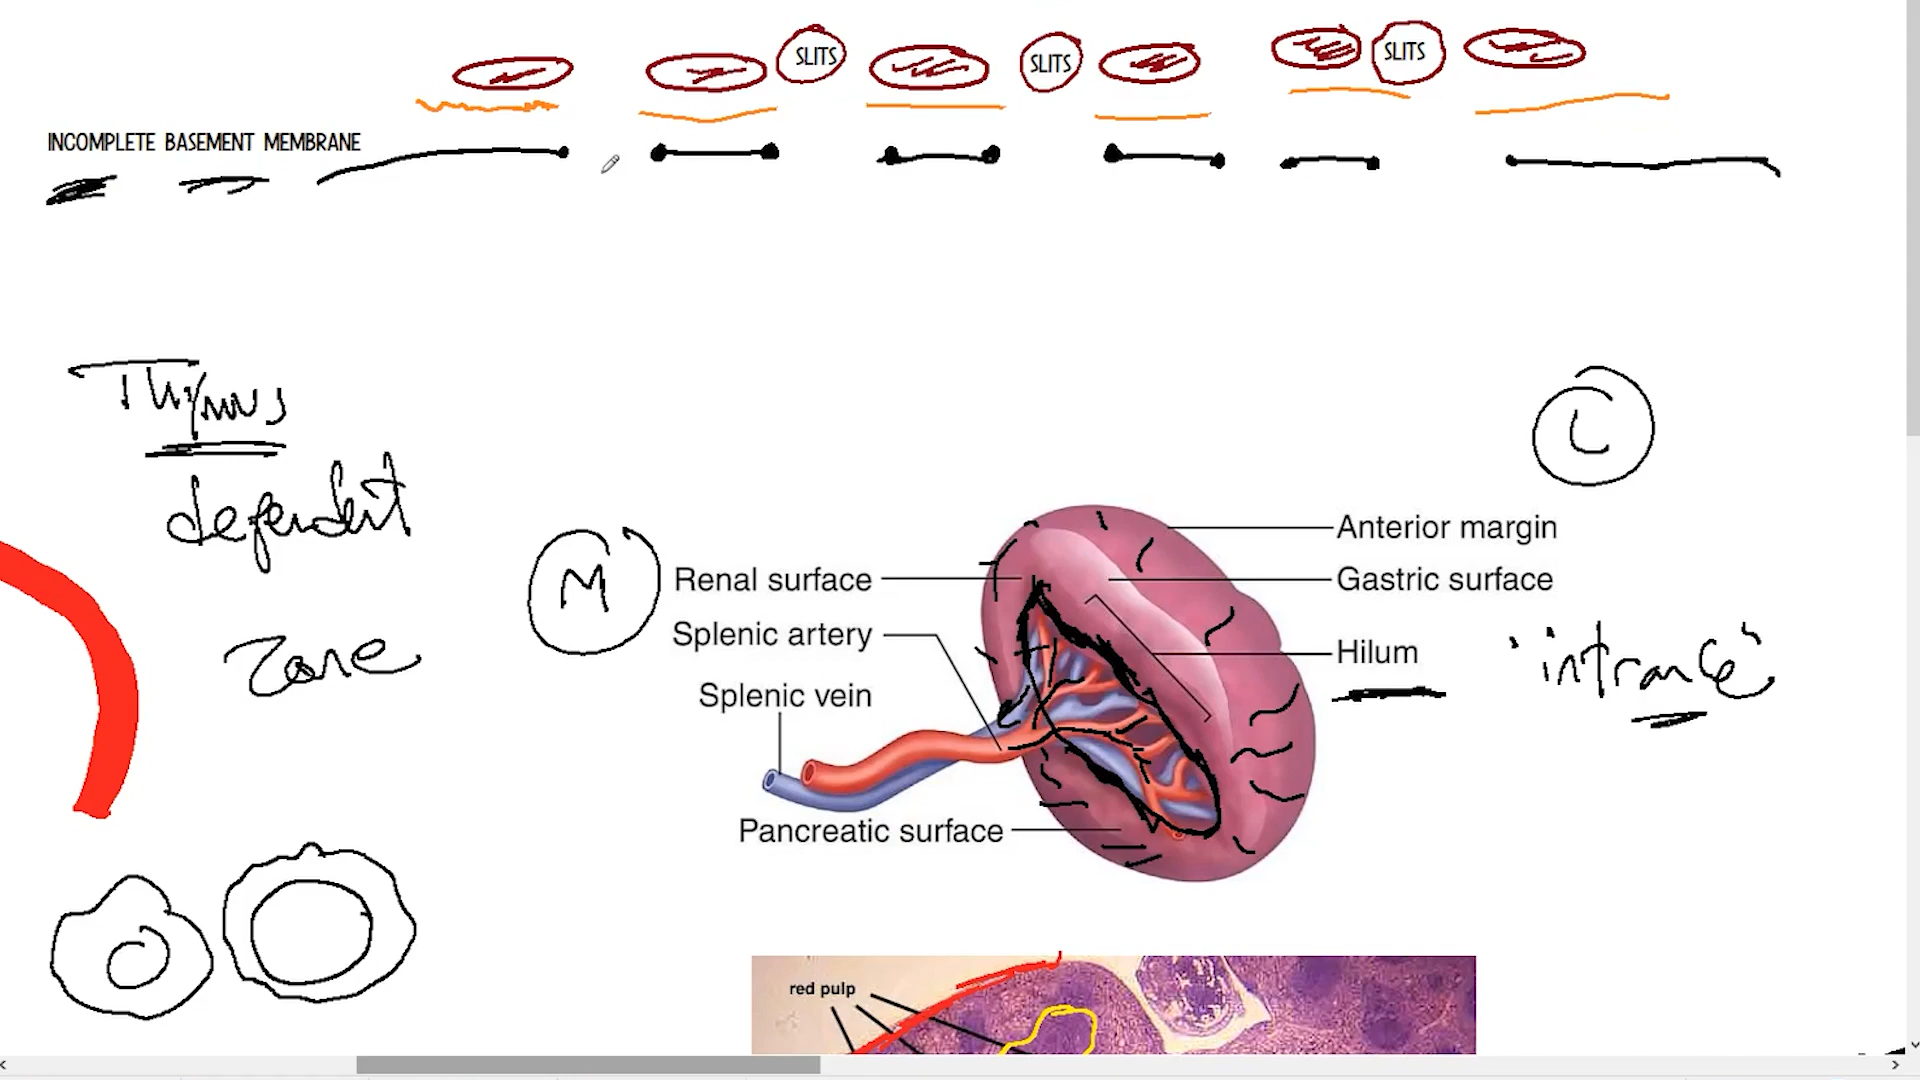 SLITS
SLITS
SLITS
INCOMPLETE BASEMENT MEMBRANE
Thymus
dependent
zone
L
M
Anterior margin
Renal surface
Gastric surface
Splenic artery
Hilum
"intrance"
Splenic vein
Pancreatic surface
red pulp